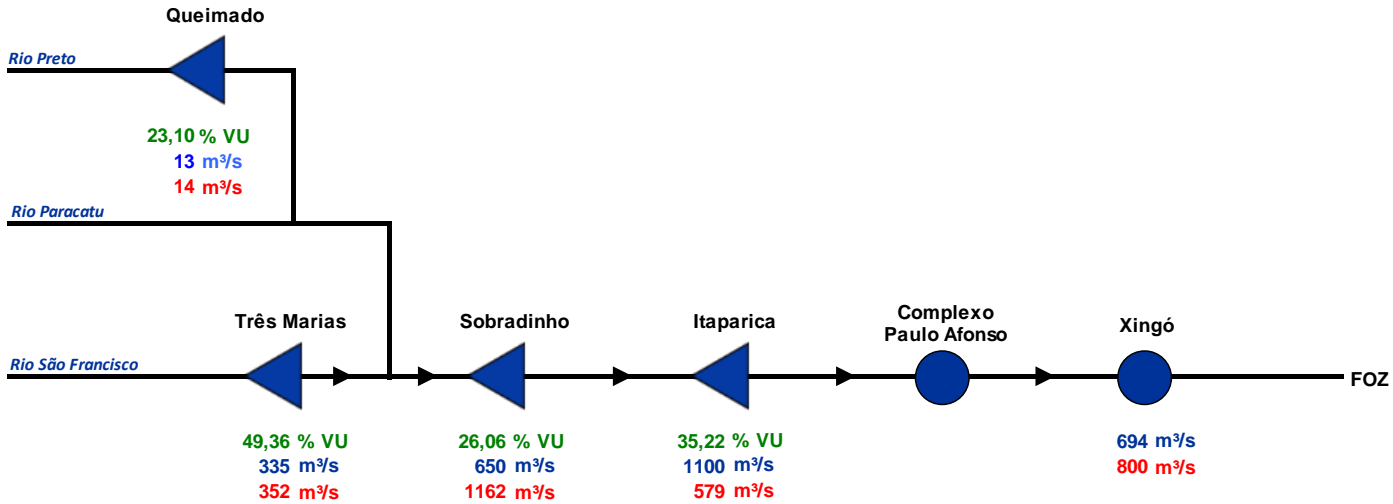 Queimado
Rio Preto
23,10 % VU
13 m³/s
14 m³/s
Rio Paracatu
Três Marias
Sobradinho
Itaparica
Complexo
Paulo Afonso
Xingó
Rio São Francisco
FOZ
49,36 % VU
335 m³/s
352 m³/s
26,06 % VU
650 m³/s
1162 m³/s
35,22 % VU
1100 m³/s
579 m³/s
694 m³/s
800 m³/s